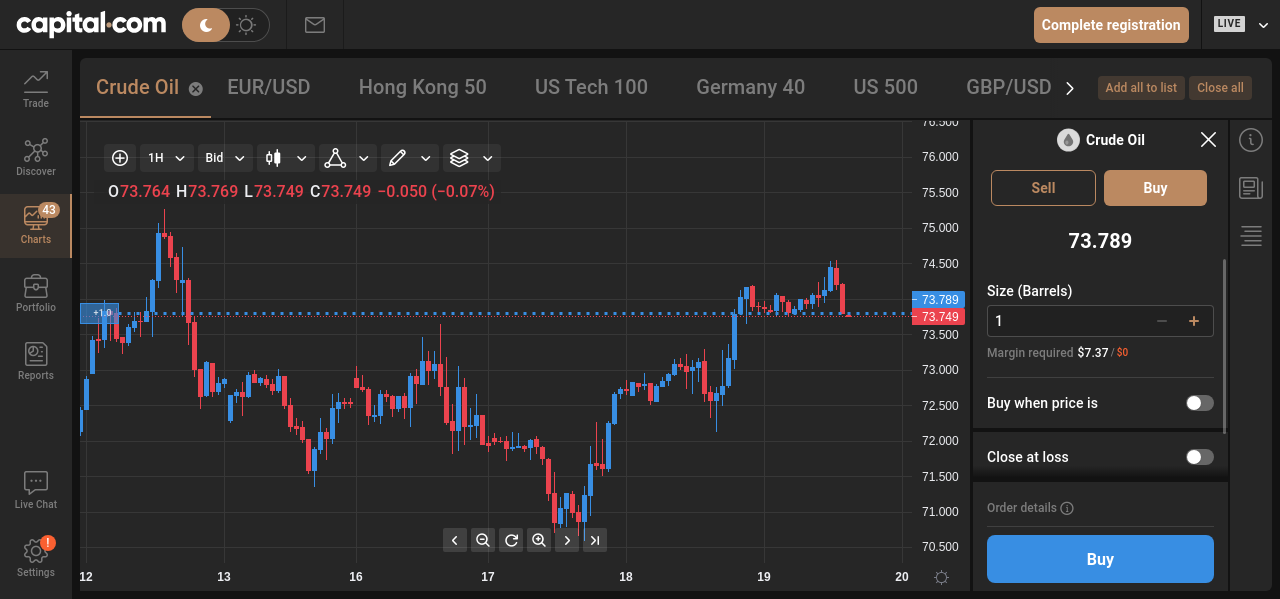 capital.com
Complete registration
LIVE
Trade
Discover
43
Charts
Portfolio
Reports
Live Chat
!
Settings
Crude Oil
EUR/USD
Hong Kong 50
US Tech 100
Germany 40
US 500
GBP/USD
Add all to list
Close all
1H
Bid
O73.764 H73.769 L73.749 C73.749 −0.050 (−0.07%)
+1.0
76.500
76.000
75.500
75.000
74.500
73.789
73.749
73.500
73.000
72.500
72.000
71.500
71.000
70.500
12
13
16
17
18
19
20
Crude Oil
Sell
Buy
73.789
Size (Barrels)
1
Margin required $7.37 / $0
Buy when price is
Close at loss
Order details
Buy